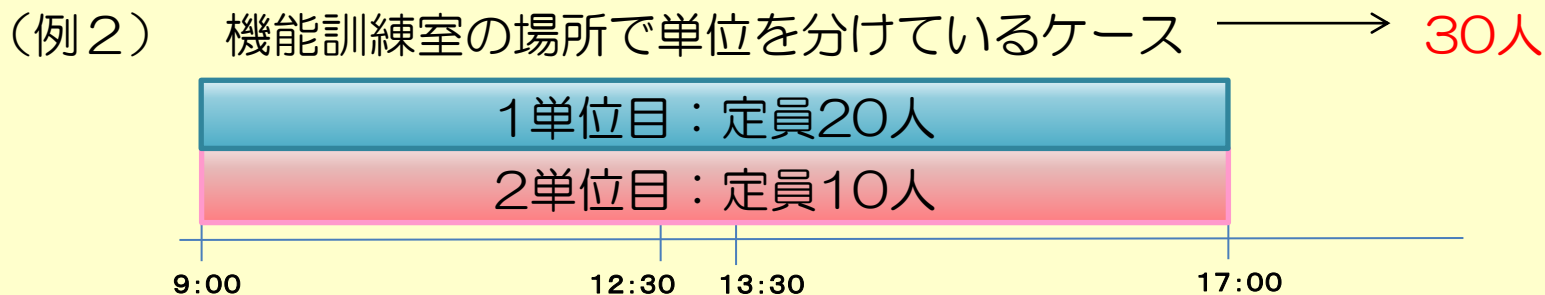 （例２）　機能訓練室の場所で単位を分けているケース　→　30人
1単位目：定員20人
2単位目：定員10人
9:00　12:30　13:30　17:00